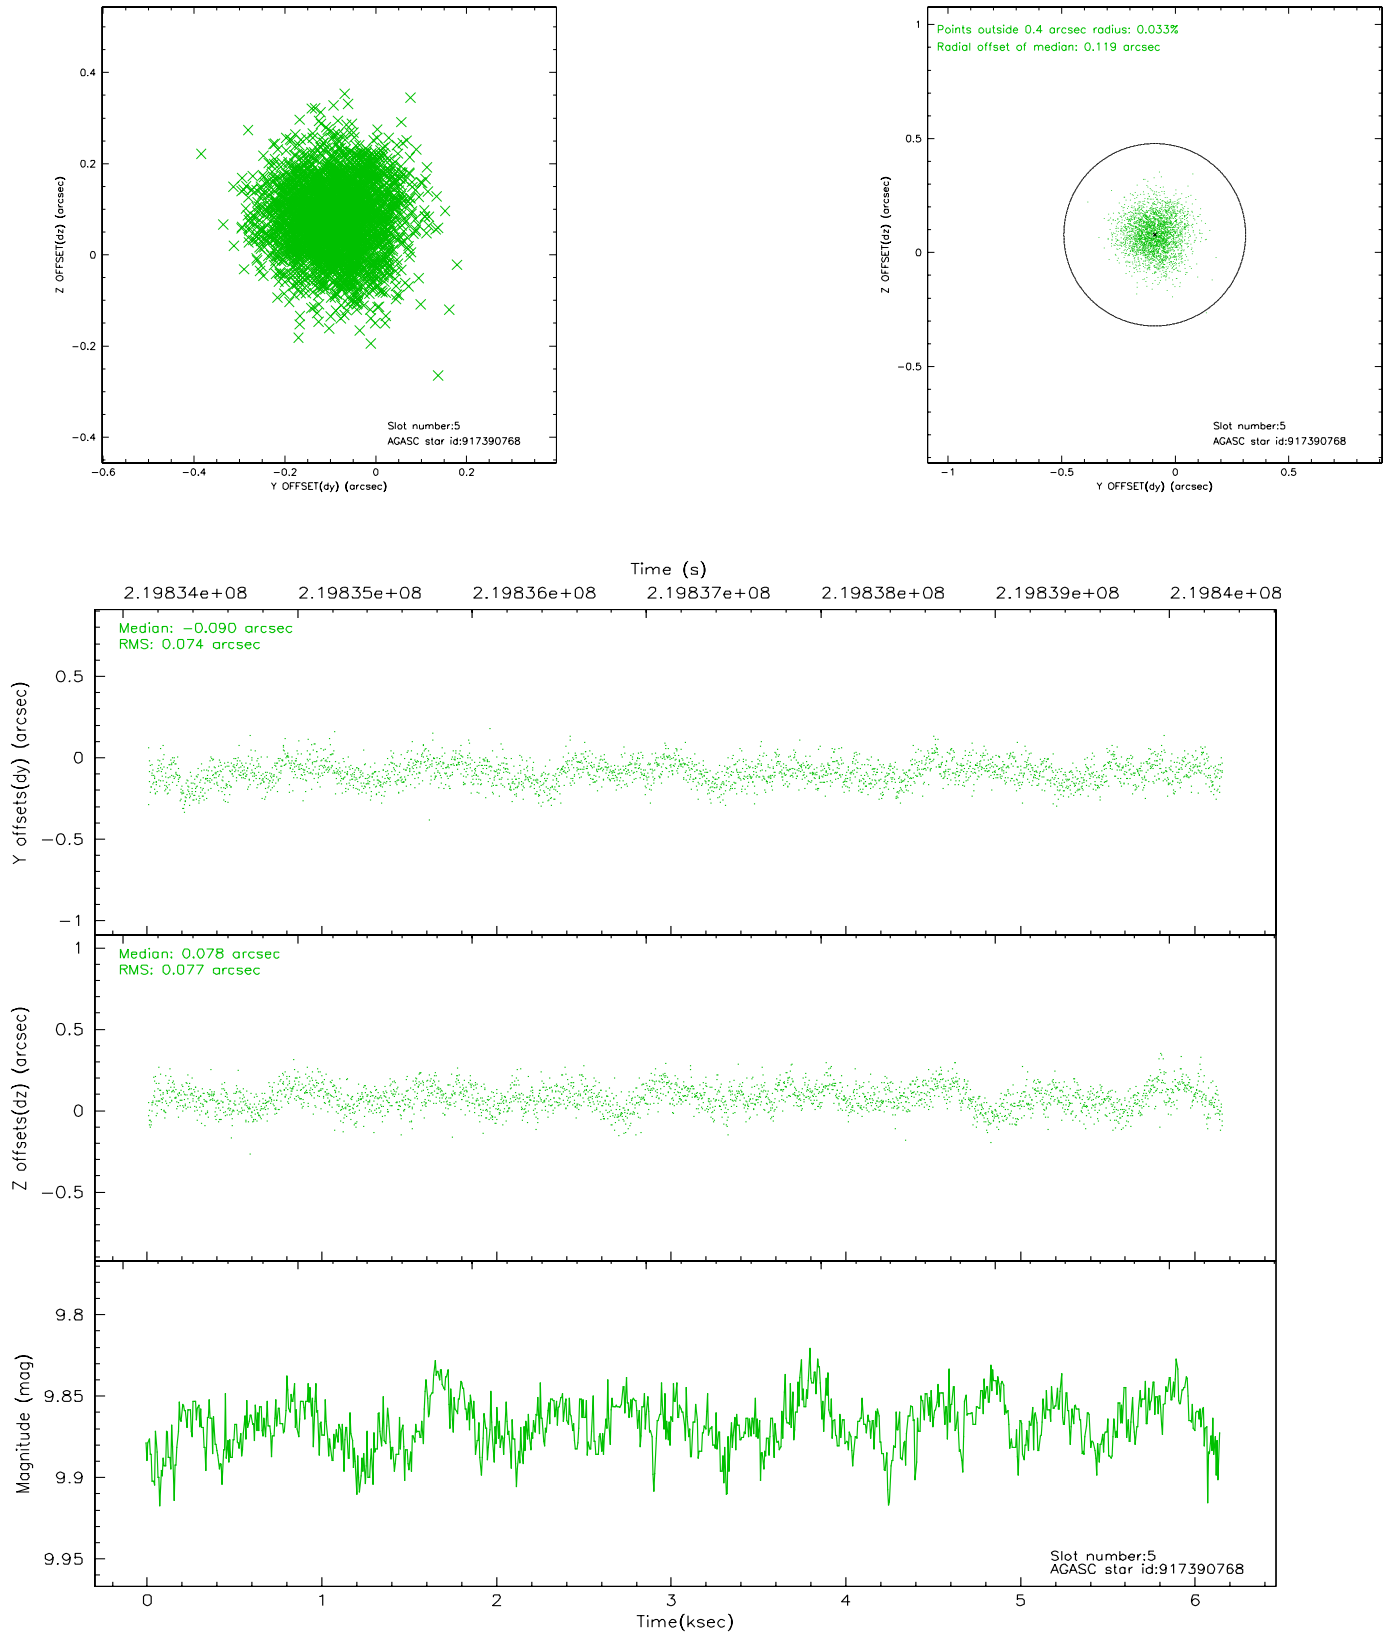 0.4
0.2
0
−0.2
−0.4
Z OFFSET(dz) (arcsec)
−0.6
−0.4
−0.2
0
0.2
Y OFFSET(dy) (arcsec)
Slot number:5
AGASC star id:917390768
Points outside 0.4 arcsec radius: 0.033%
Radial offset of median: 0.119 arcsec
1
0.5
0
−0.5
Z OFFSET(dz) (arcsec)
−1
−0.5
0
0.5
Y OFFSET(dy) (arcsec)
Slot number:5
AGASC star id:917390768
Time (s)
2.19834e+08
2.19835e+08
2.19836e+08
2.19837e+08
2.19838e+08
2.19839e+08
2.1984e+08
Median: −0.090 arcsec
RMS: 0.074 arcsec
0.5
0
−0.5
−1
Y offsets(dy) (arcsec)
Median: 0.078 arcsec
RMS: 0.077 arcsec
1
0.5
0
−0.5
Z offsets(dz) (arcsec)
9.8
9.85
9.9
9.95
Magnitude (mag)
Slot number:5
AGASC star id:917390768
0
1
2
3
4
5
6
Time(ksec)